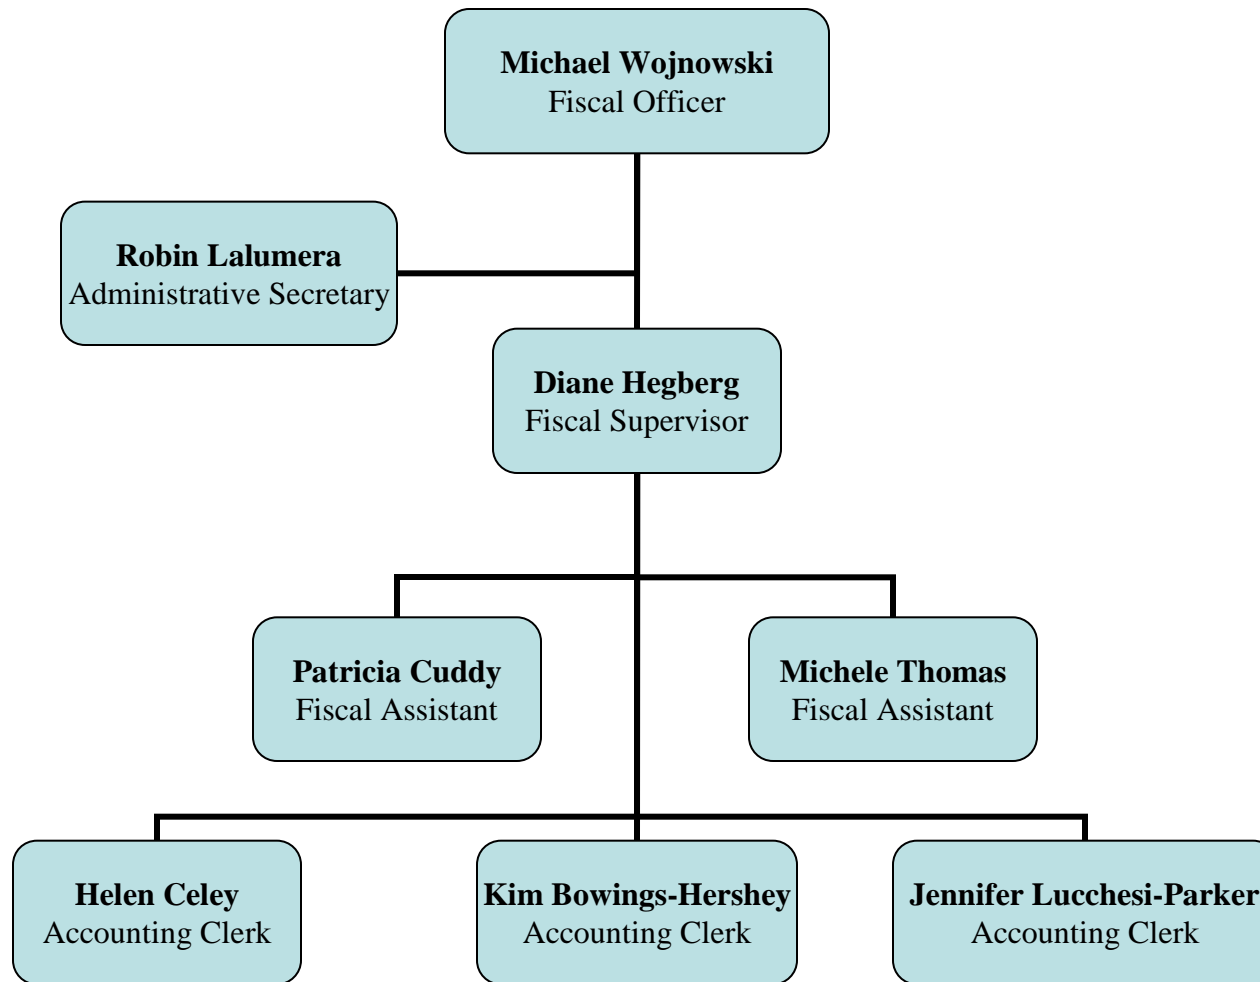 Michael Wojnowski
Fiscal Officer
Robin Lalumera
Administrative Secretary
Diane Hegberg
Fiscal Supervisor
Patricia Cuddy
Fiscal Assistant
Michele Thomas
Fiscal Assistant
Helen Celey
Accounting Clerk
Kim Bowings-Hershey
Accounting Clerk
Jennifer Lucchesi-Parker
Accounting Clerk